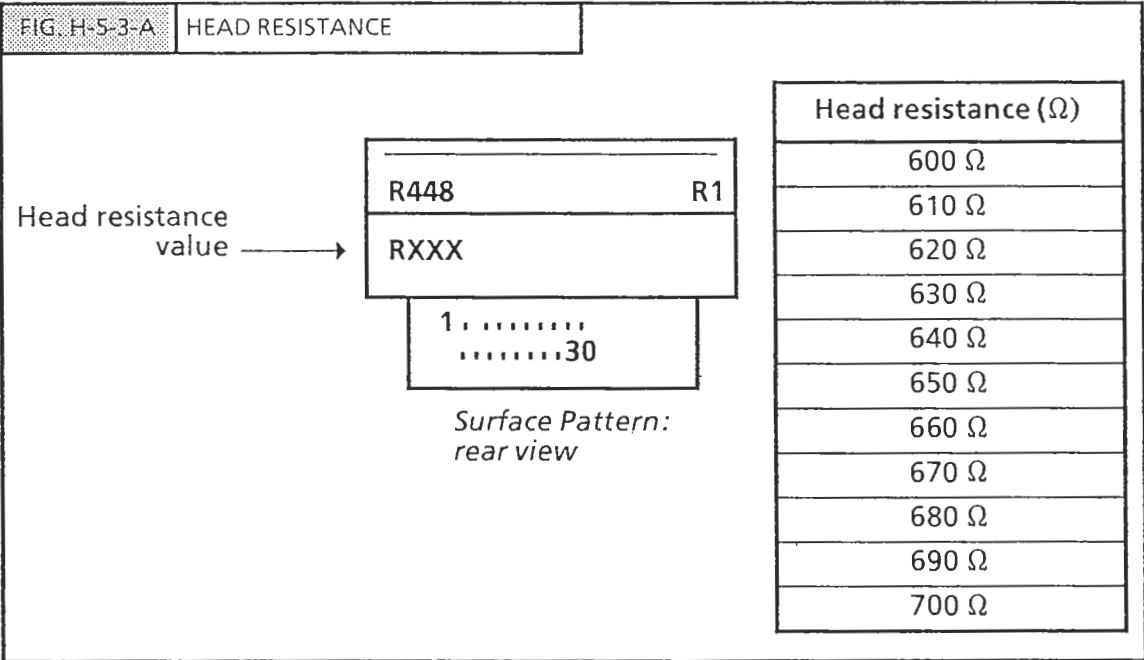 FIG. H-5-3-A HEAD RESISTANCE
Head resistance (Ω)
600 Ω
610 Ω
620 Ω
630 Ω
640 Ω
650 Ω
660 Ω
670 Ω
680 Ω
690 Ω
700 Ω
R448 R1
Head resistance
value
RXXX
1
30
Surface Pattern:
rear view